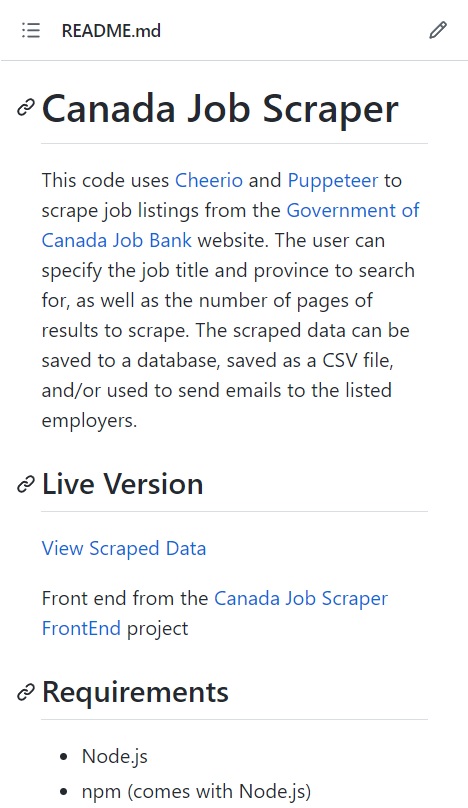 README.md
Canada Job Scraper
This code uses Cheerio and Puppeteer to
scrape job listings from the Government of
Canada Job Bank website. The user can
specify the job title and province to search
for, as well as the number of pages of
results to scrape. The scraped data can be
saved to a database, saved as a CSV file,
and/or used to send emails to the listed
employers.
Live Version
View Scraped Data
Front end from the Canada Job Scraper
FrontEnd project
Requirements
• Node.js
• npm (comes with Node.js)